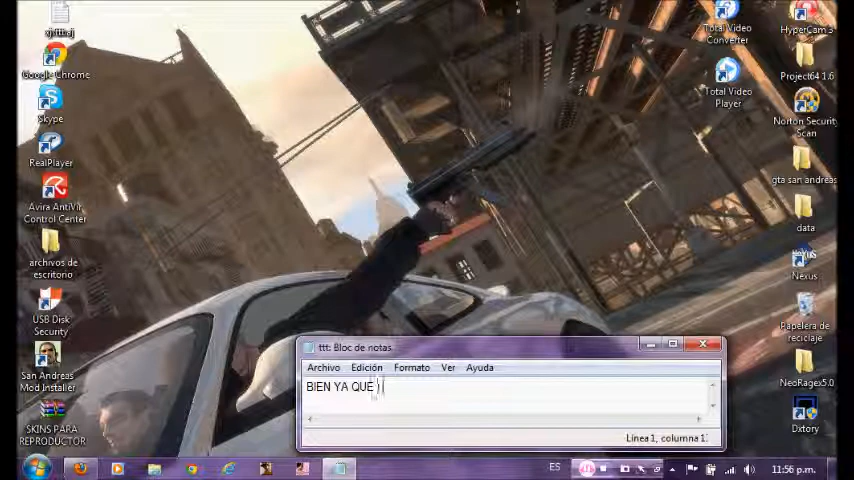 Google Chrome
Skype
RealPlayer
Avira AntiVir
Control Center
archivos de
escritorio
USB Disk
Security
San Andreas
Mod Installer
SKINS PARA
REPRODUCTOR
Total Video
Converter
Total Video
Player
HyperCam 3
Project64 1.6
Norton Security
Scan
gta san andreas
data
Nexus
Papelera de
reciclaje
NeoRagex5.0
Dxtory
ttt: Bloc de notas
Archivo Edición Formato Ver Ayuda
BIEN YA QUE
Línea 1, columna 1
ES
11:56 p.m.